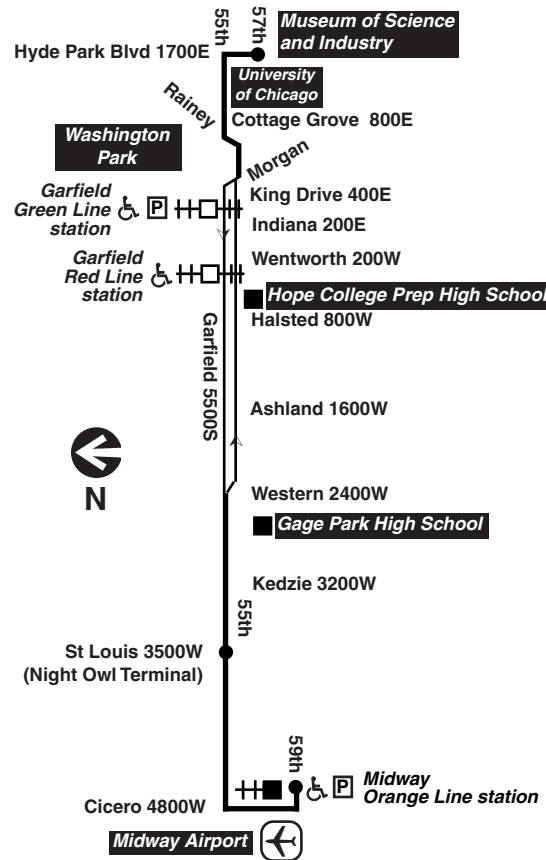 55th
57th
Museum of Science
and Industry
Hyde Park Blvd 1700E
University
of Chicago
Rainey
Cottage Grove 800E
Washington
Park
Morgan
Garfield
Green Line
station
P
King Drive 400E
Indiana 200E
Garfield
Red Line
station
Wentworth 200W
Hope College Prep High School
Halsted 800W
Garfield 5500S
Ashland 1600W
N
Western 2400W
Gage Park High School
Kedzie 3200W
55th
St Louis 3500W
(Night Owl Terminal)
59th
P
Midway
Orange Line station
Cicero 4800W
Midway Airport